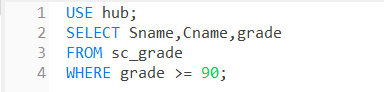 1 USE hub;
2 SELECT Sname,Cname,grade
3 FROM sc_grade
4 WHERE grade >= 90;